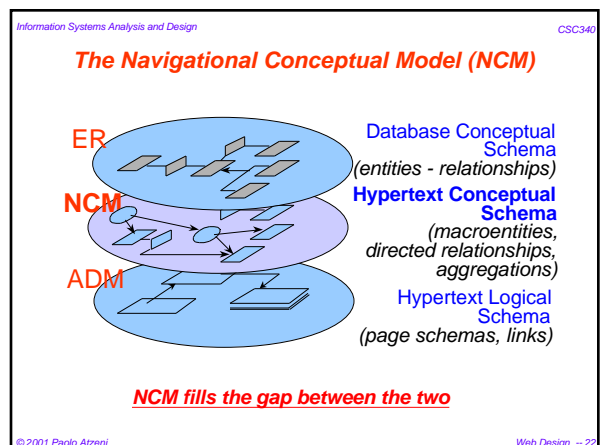 Information Systems Analysis and Design
CSC340
The Navigational Conceptual Model (NCM)
ER
Database Conceptual
Schema
(entities - relationships)
NCM
Hypertext Conceptual
Schema
(macroentities,
directed relationships,
aggregations)
ADM
Hypertext Logical
Schema
(page schemas, links)
NCM fills the gap between the two
© 2001 Paolo Atzeni
Web Design -- 22